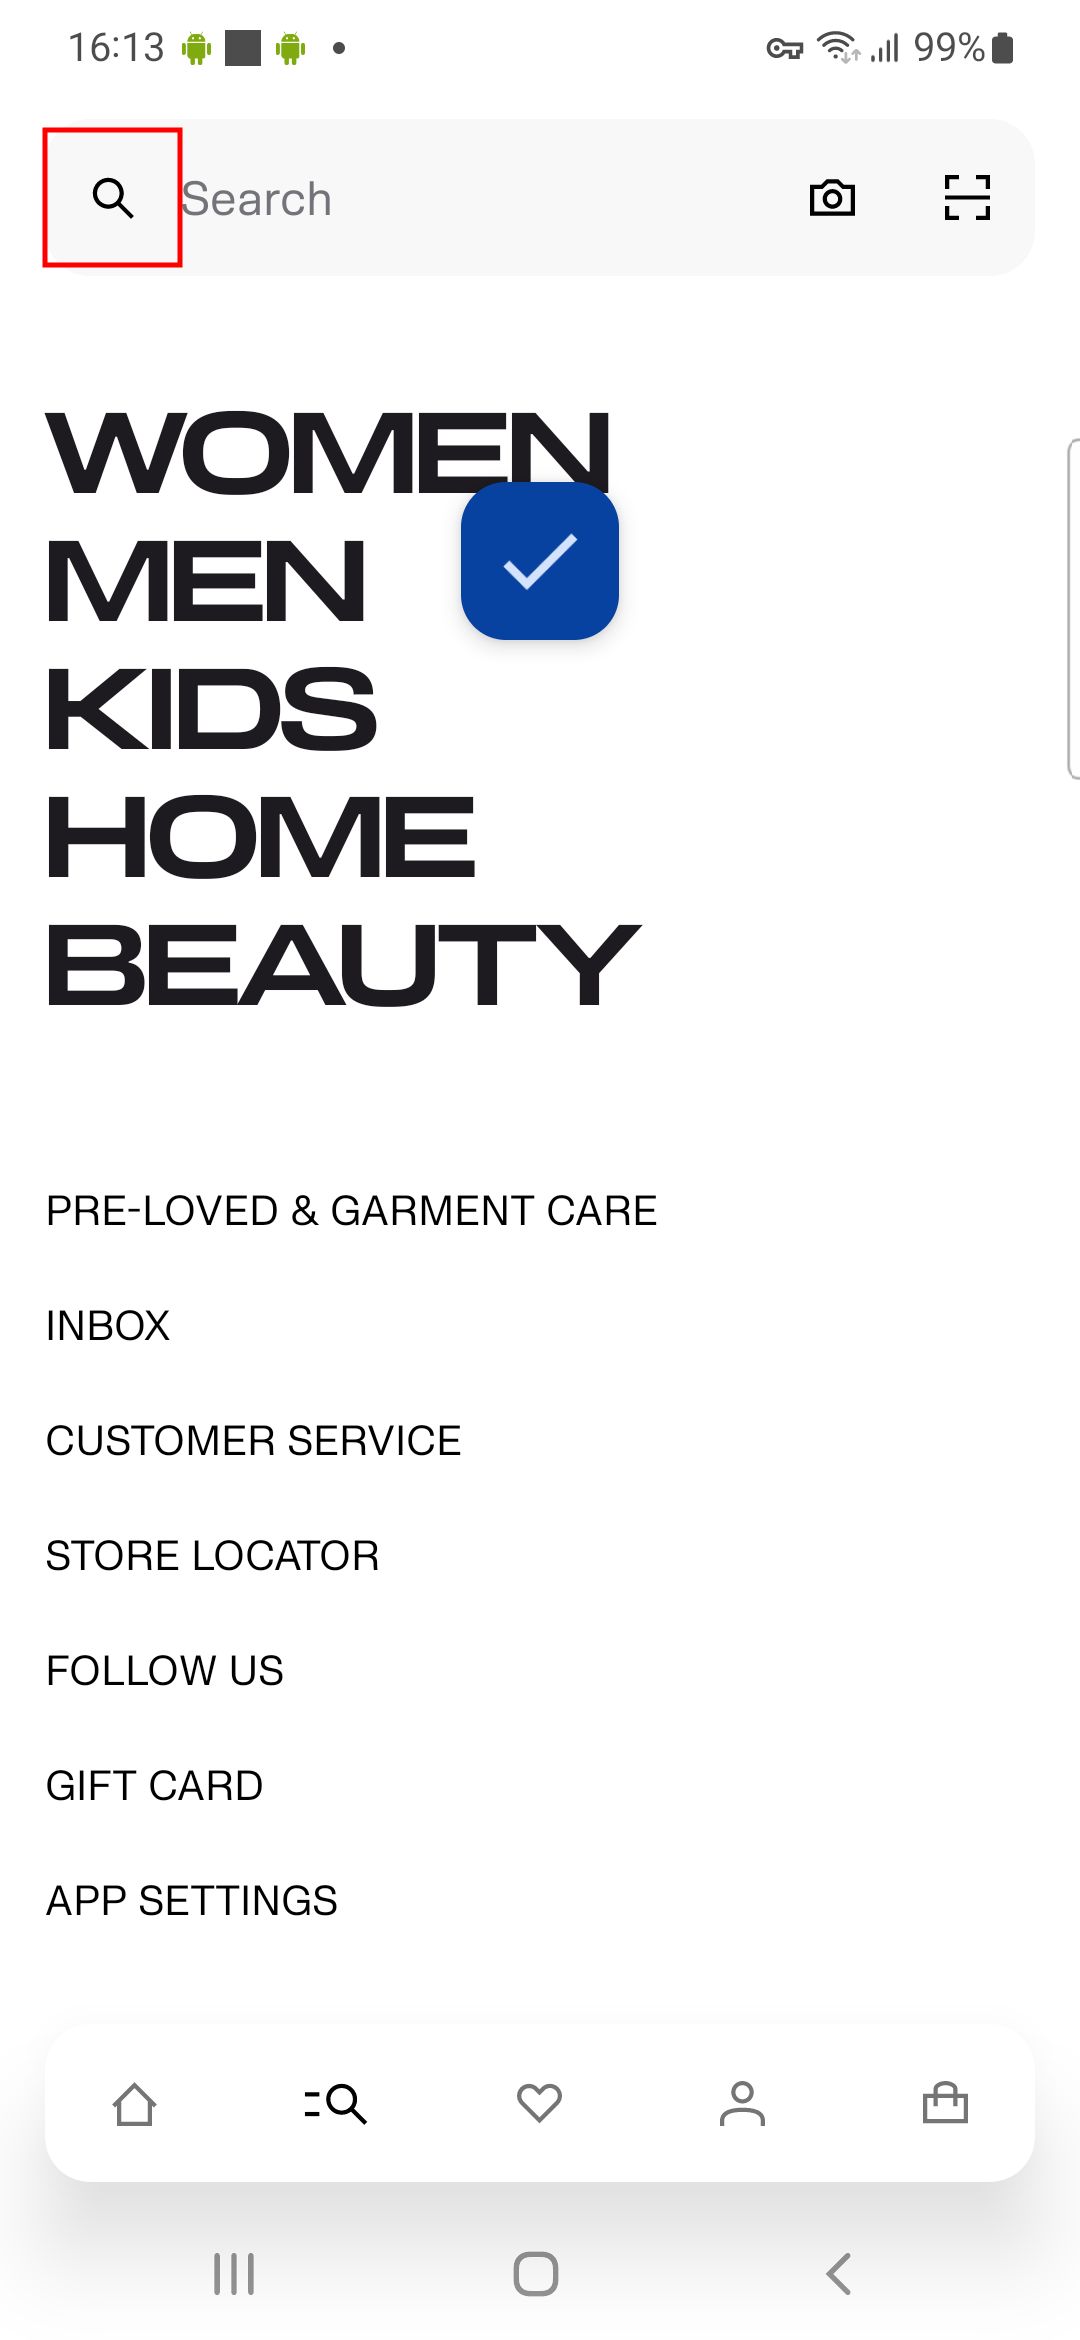 16:13
99%
Search
WOMEN
MEN
KIDS
HOME
BEAUTY
PRE-LOVED & GARMENT CARE
INBOX
CUSTOMER SERVICE
STORE LOCATOR
FOLLOW US
GIFT CARD
APP SETTINGS